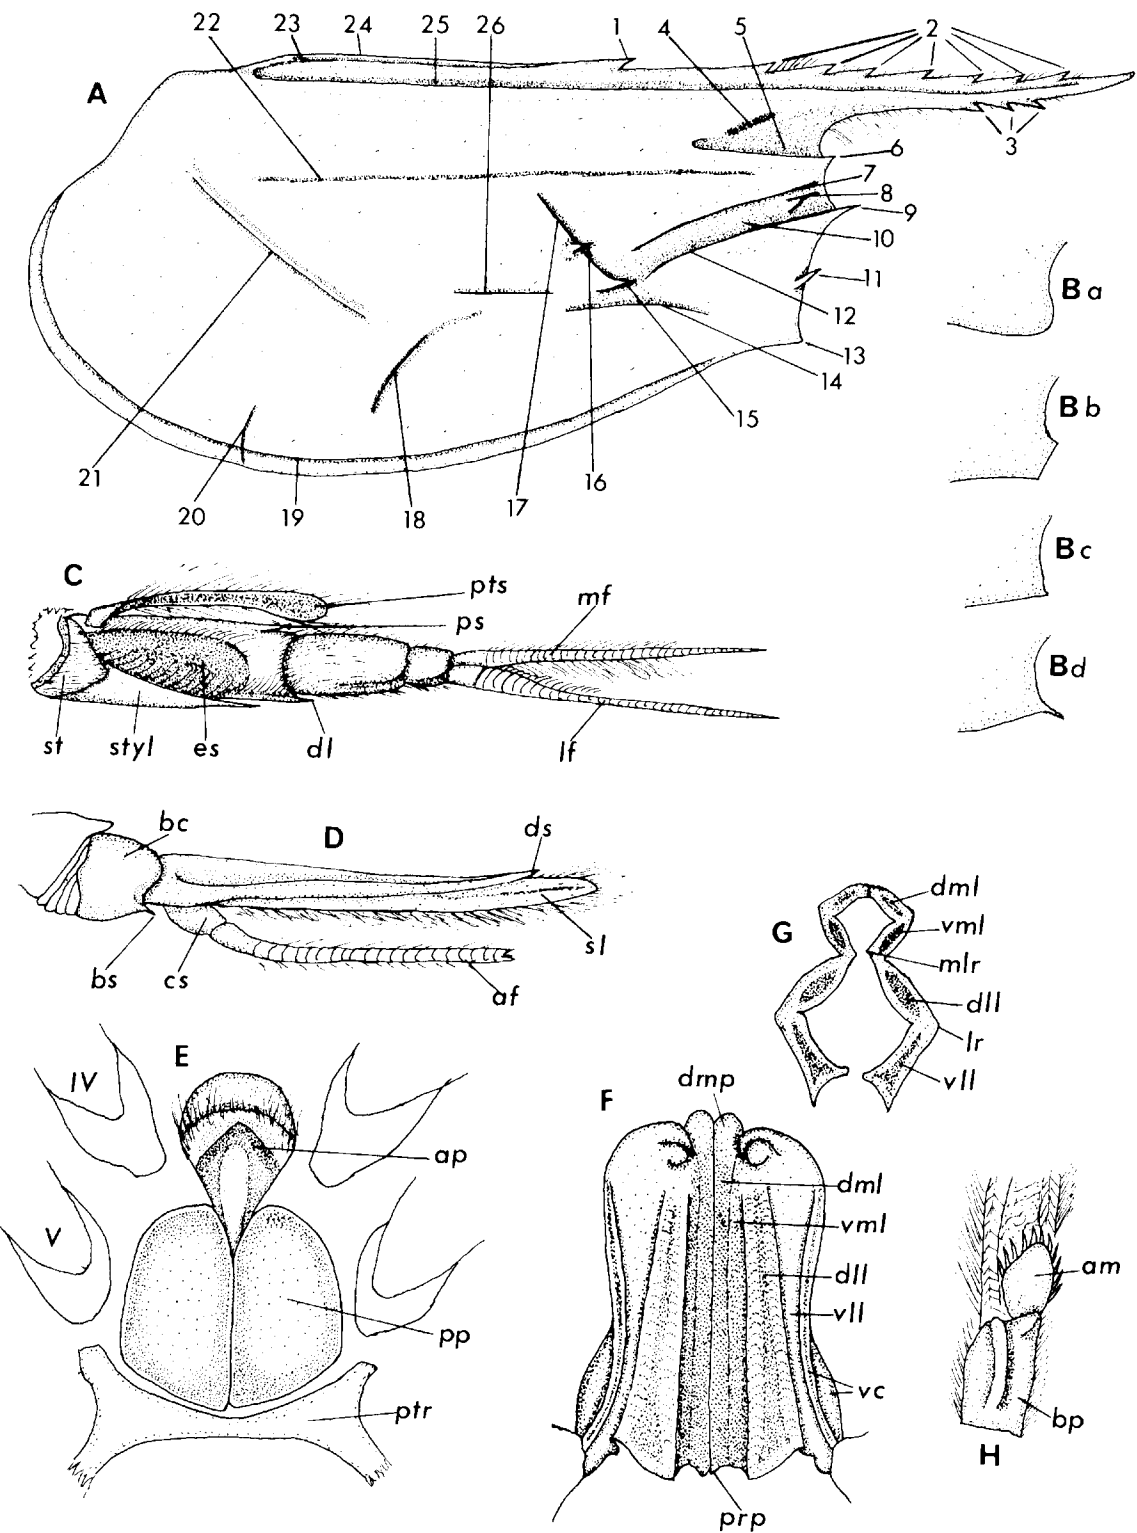 22
23
24
25
26
1
4
5
2
A
3
6
7
8
9
10
11
12
13
14
15
16
17
18
19
20
21
B a
B b
B c
B d
C
pts
ps
mf
st
styl
es
dl
lf
D
bc
ds
bs
cs
af
sl
G
dml
vml
mlr
dll
lr
vll
E
IV
V
ap
pp
ptr
F
dmp
dml
vml
dll
vll
vc
prp
am
bp
H